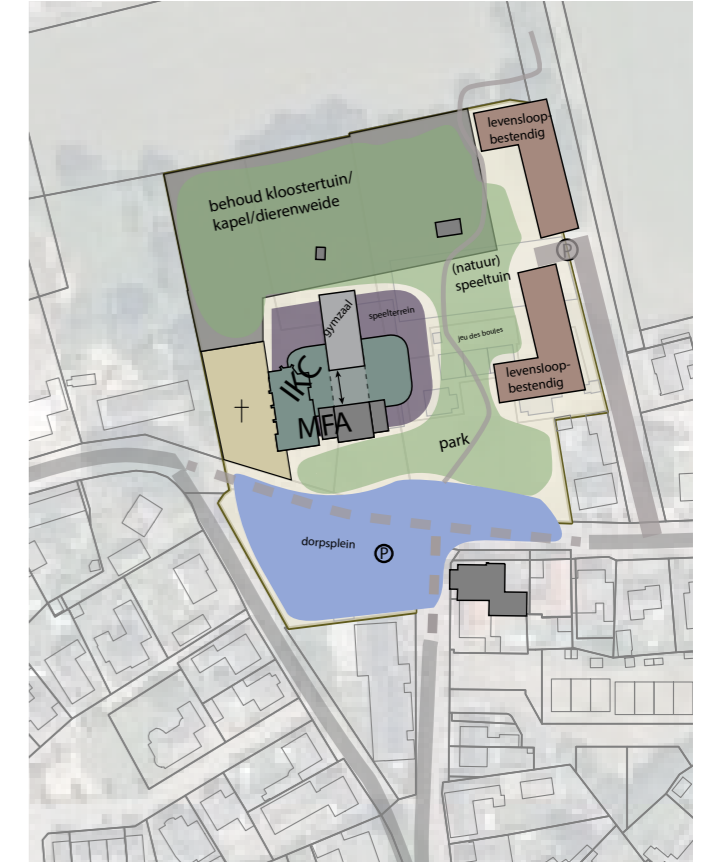 levensloop-
bestendig
behoud kloostertuin/
kapel/dierenweide
P
(natuur)
speeltuin
gymzaal
speelterrein
jeu des boules
IKC
levensloop-
bestendig
MFA
park
dorpsplein
P